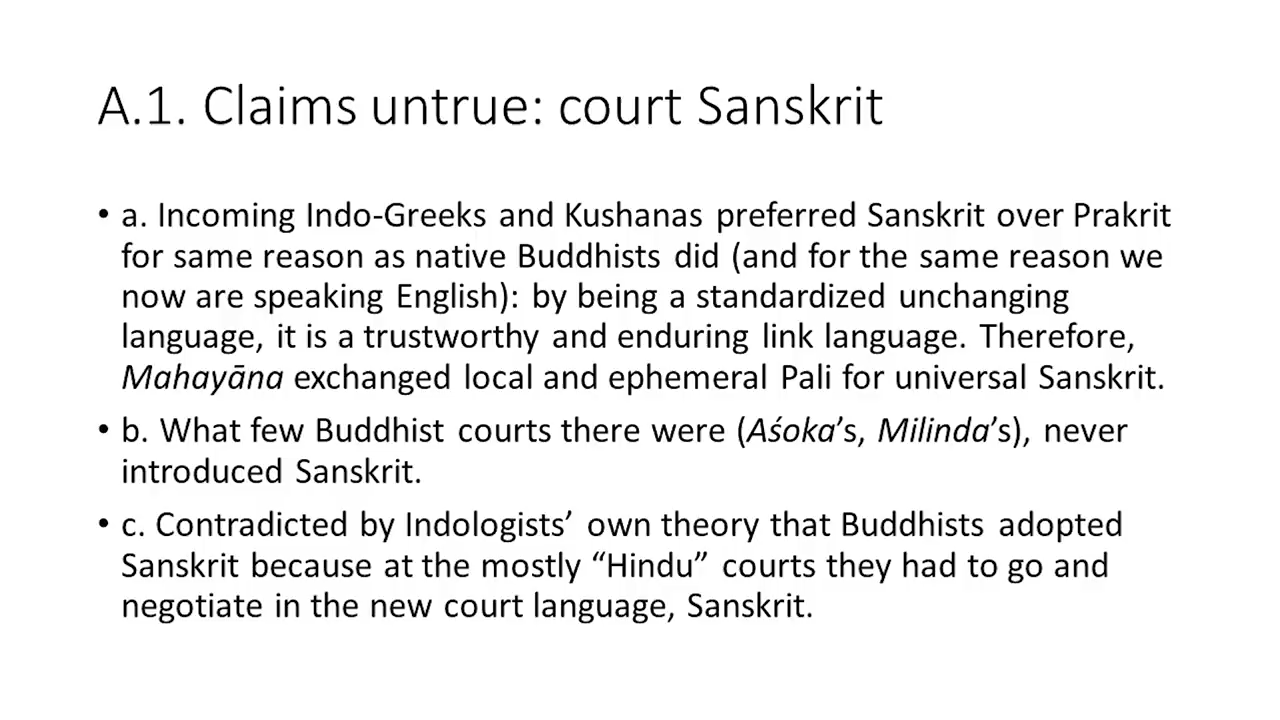 A.1. Claims untrue: court Sanskrit
• a. Incoming Indo-Greeks and Kushanas preferred Sanskrit over Prakrit
for same reason as native Buddhists did (and for the same reason we
now are speaking English): by being a standardized unchanging
language, it is a trustworthy and enduring link language. Therefore,
Mahayāna exchanged local and ephemeral Pali for universal Sanskrit.
• b. What few Buddhist courts there were (Aśoka’s, Milinda’s), never
introduced Sanskrit.
• c. Contradicted by Indologists’ own theory that Buddhists adopted
Sanskrit because at the mostly “Hindu” courts they had to go and
negotiate in the new court language, Sanskrit.